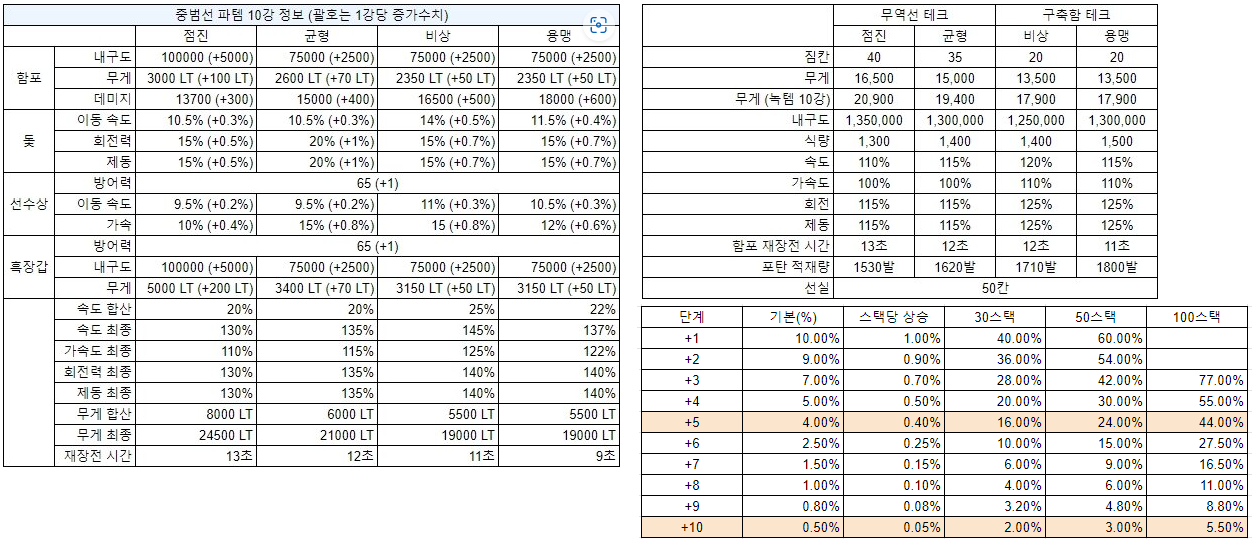 중범선 파템 10강 정보 (괄호는 1강당 증가수치)
점진 균형 비상 용맹
함포 내구도 100000 (+5000) 75000 (+2500) 75000 (+2500) 75000 (+2500)
무게 3000 LT (+100 LT) 2600 LT (+70 LT) 2350 LT (+50 LT) 2350 LT (+50 LT)
데미지 13700 (+300) 15000 (+400) 16500 (+500) 18000 (+600)
돛 이동 속도 10.5% (+0.3%) 10.5% (+0.3%) 14% (+0.5%) 11.5% (+0.4%)
회전력 15% (+0.5%) 20% (+1%) 15% (+0.7%) 15% (+0.7%)
제동 15% (+0.5%) 20% (+1%) 15% (+0.7%) 15% (+0.7%)
선수상 방어력 65 (+1)
이동 속도 9.5% (+0.2%) 9.5% (+0.2%) 11% (+0.3%) 10.5% (+0.3%)
가속 10% (+0.4%) 15% (+0.8%) 15 (+0.8%) 12% (+0.6%)
흑장갑 방어력 65 (+1)
내구도 100000 (+5000) 75000 (+2500) 75000 (+2500) 75000 (+2500)
무게 5000 LT (+200 LT) 3400 LT (+70 LT) 3150 LT (+50 LT) 3150 LT (+50 LT)
속도 합산 20% 20% 25% 22%
속도 최종 130% 135% 145% 137%
가속도 최종 110% 115% 125% 122%
회전력 최종 130% 135% 140% 140%
제동 최종 130% 135% 140% 140%
무게 합산 8000 LT 6000 LT 5500 LT 5500 LT
무게 최종 24500 LT 21000 LT 19000 LT 19000 LT
재장전 시간 13초 12초 11초 9초
무역선 테크 구축함 테크
점진 균형 비상 용맹
짐칸 40 35 20 20
무게 16,500 15,000 13,500 13,500
무게 (녹템 10강) 20,900 19,400 17,900 17,900
내구도 1,350,000 1,300,000 1,250,000 1,300,000
식량 1,300 1,400 1,400 1,500
속도 110% 115% 120% 115%
가속도 100% 100% 110% 110%
회전 115% 115% 125% 125%
제동 115% 115% 125% 125%
함포 재장전 시간 13초 12초 12초 11초
포탄 적재량 1530발 1620발 1710발 1800발
선실 50칸
단계 기본(%) 스택당 상승 30스택 50스택 100스택
+1 10.00% 1.00% 40.00% 60.00%
+2 9.00% 0.90% 36.00% 54.00%
+3 7.00% 0.70% 28.00% 42.00% 77.00%
+4 5.00% 0.50% 20.00% 30.00% 55.00%
+5 4.00% 0.40% 16.00% 24.00% 44.00%
+6 2.50% 0.25% 10.00% 15.00% 27.50%
+7 1.50% 0.15% 6.00% 9.00% 16.50%
+8 1.00% 0.10% 4.00% 6.00% 11.00%
+9 0.80% 0.08% 3.20% 4.80% 8.80%
+10 0.50% 0.05% 2.00% 3.00% 5.50%